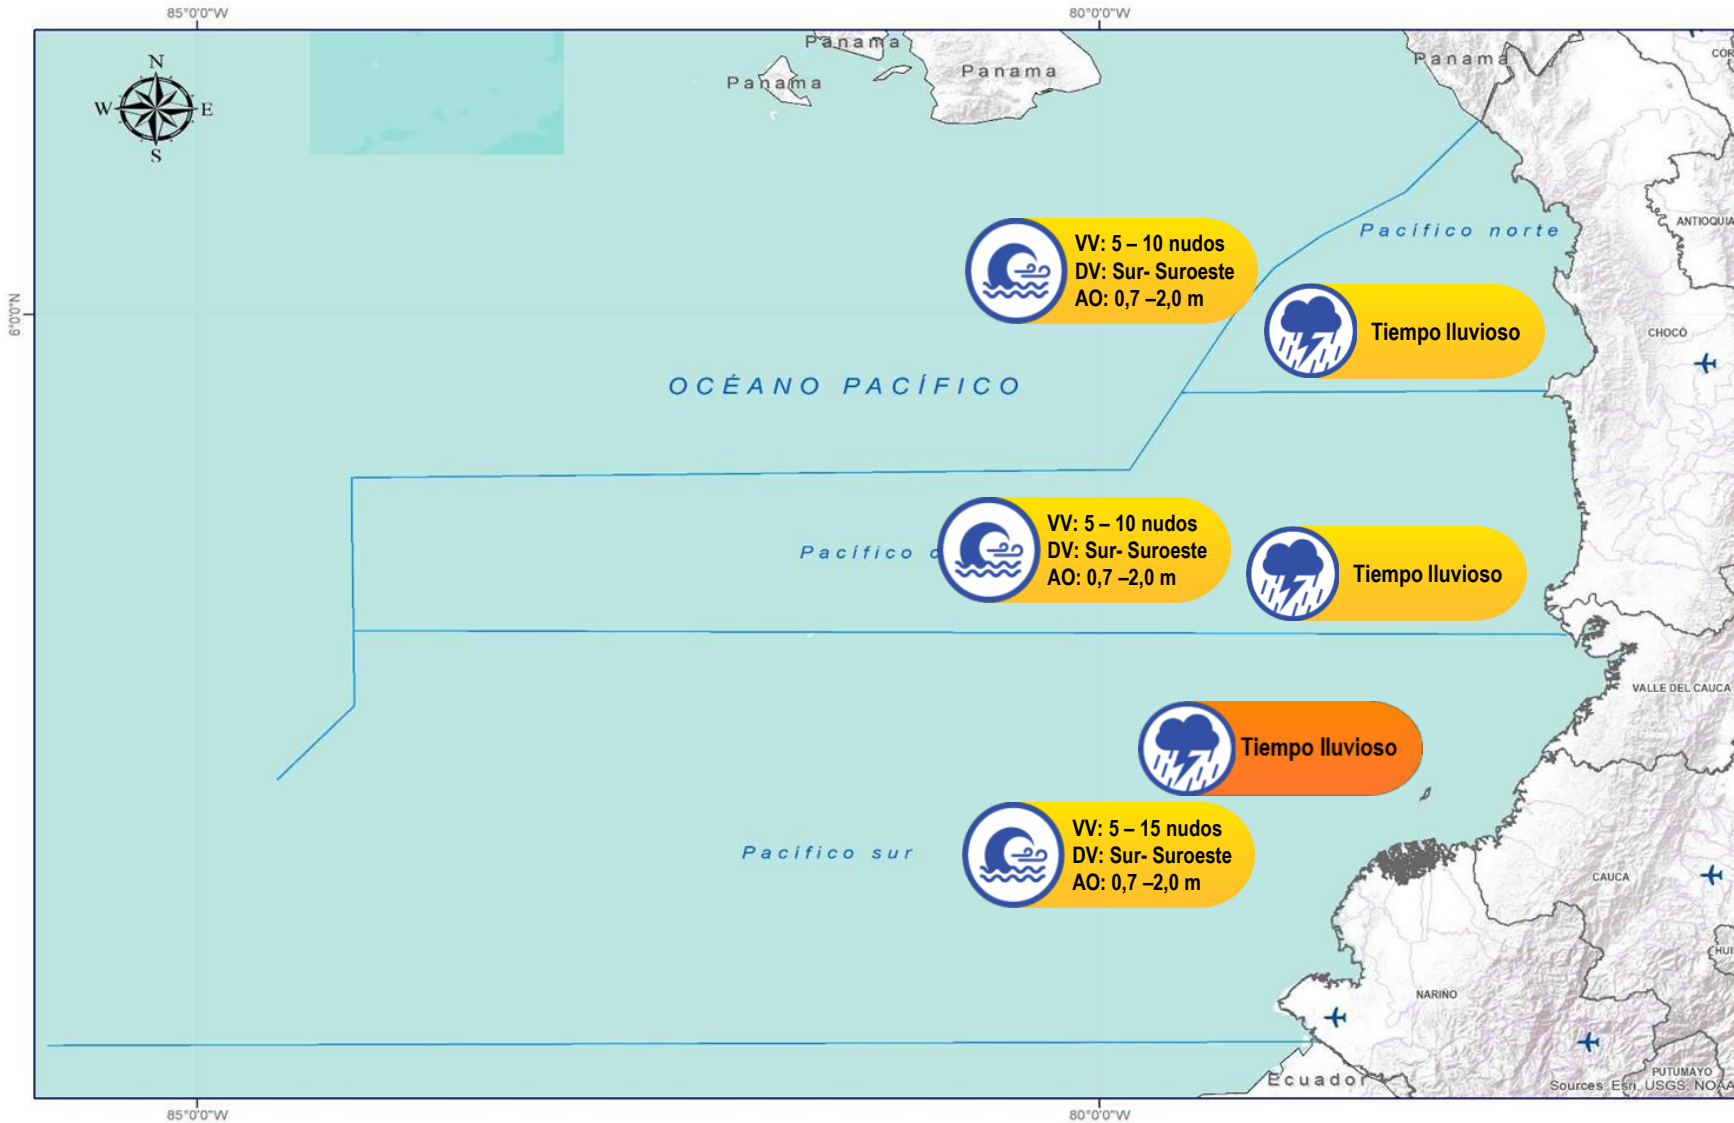 85°0'0"W
80°0'0"W
N
W
E
S
Panama
Panama
Panama
Panama
ANTIOQUIA
Pacífico norte
VV: 5 – 10 nudos
DV: Sur- Suroeste
AO: 0,7 –2,0 m
6°0'0"N
Tiempo lluvioso
CHOCÓ
OCÉANO PACÍFICO
VV: 5 – 10 nudos
DV: Sur- Suroeste
AO: 0,7 –2,0 m
Pacífico
Tiempo lluvioso
VALLE DEL CAUCA
Tiempo lluvioso
VV: 5 – 15 nudos
DV: Sur- Suroeste
AO: 0,7 –2,0 m
Pacífico sur
CAUCA
HUI
NARIÑO
PUTUMAYO
Ecuador
Sources: Esri, USGS, NOAA
85°0'0"W
80°0'0"W